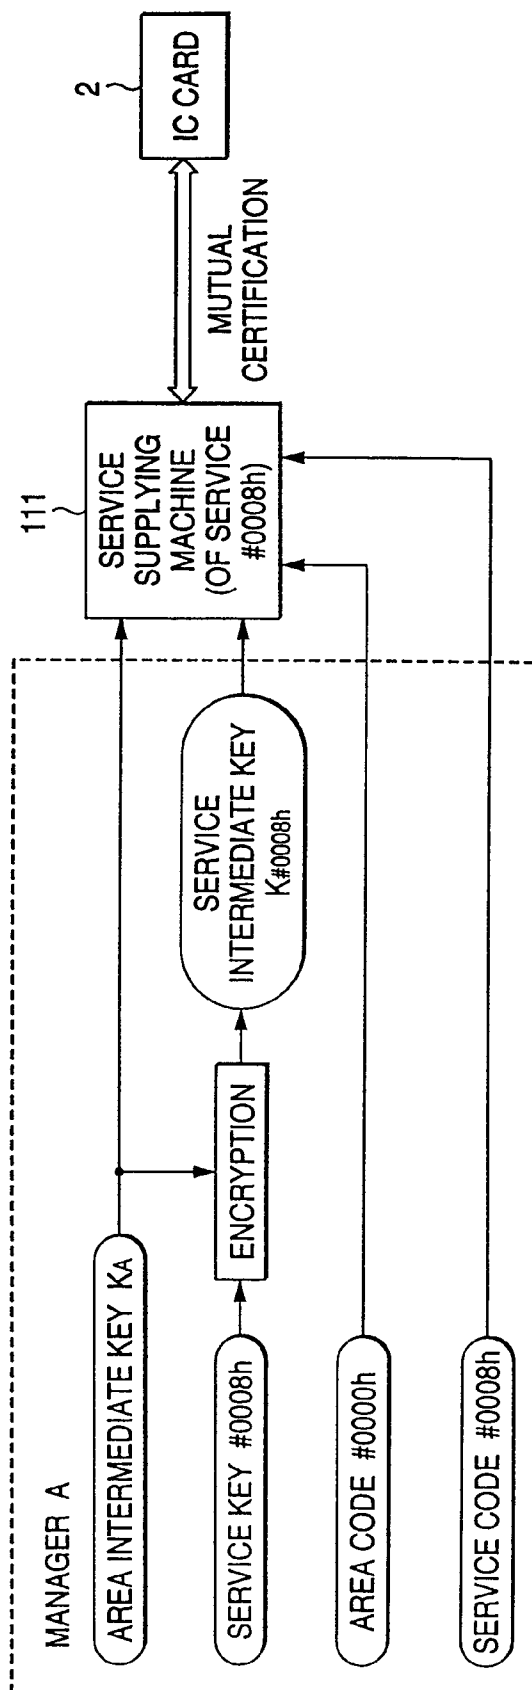 MANAGER A
AREA INTERMEDIATE KEY KA
SERVICE KEY #0008h
ENCRYPTION
SERVICE
INTERMEDIATE KEY
K#0008h
AREA CODE #0000h
SERVICE CODE #0008h
111
SERVICE
SUPPLYING
MACHINE
(OF SERVICE
#0008h)
MUTUAL
CERTIFICATION
2
IC CARD